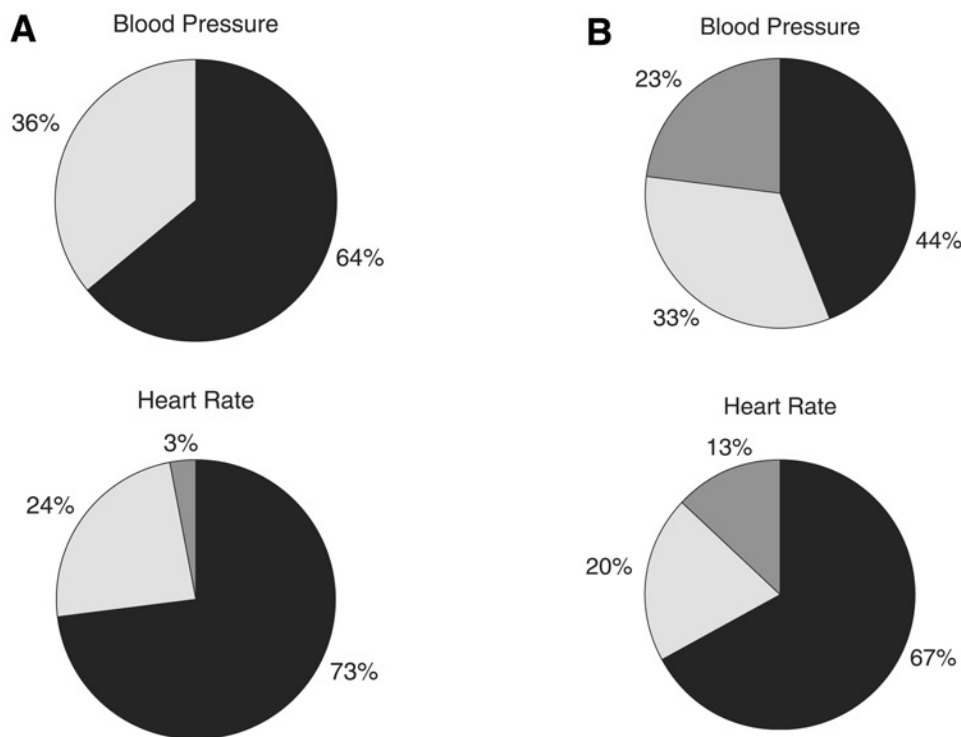 A
Blood Pressure
36%
64%
Heart Rate
3%
24%
73%
B
Blood Pressure
23%
44%
33%
Heart Rate
13%
20%
67%